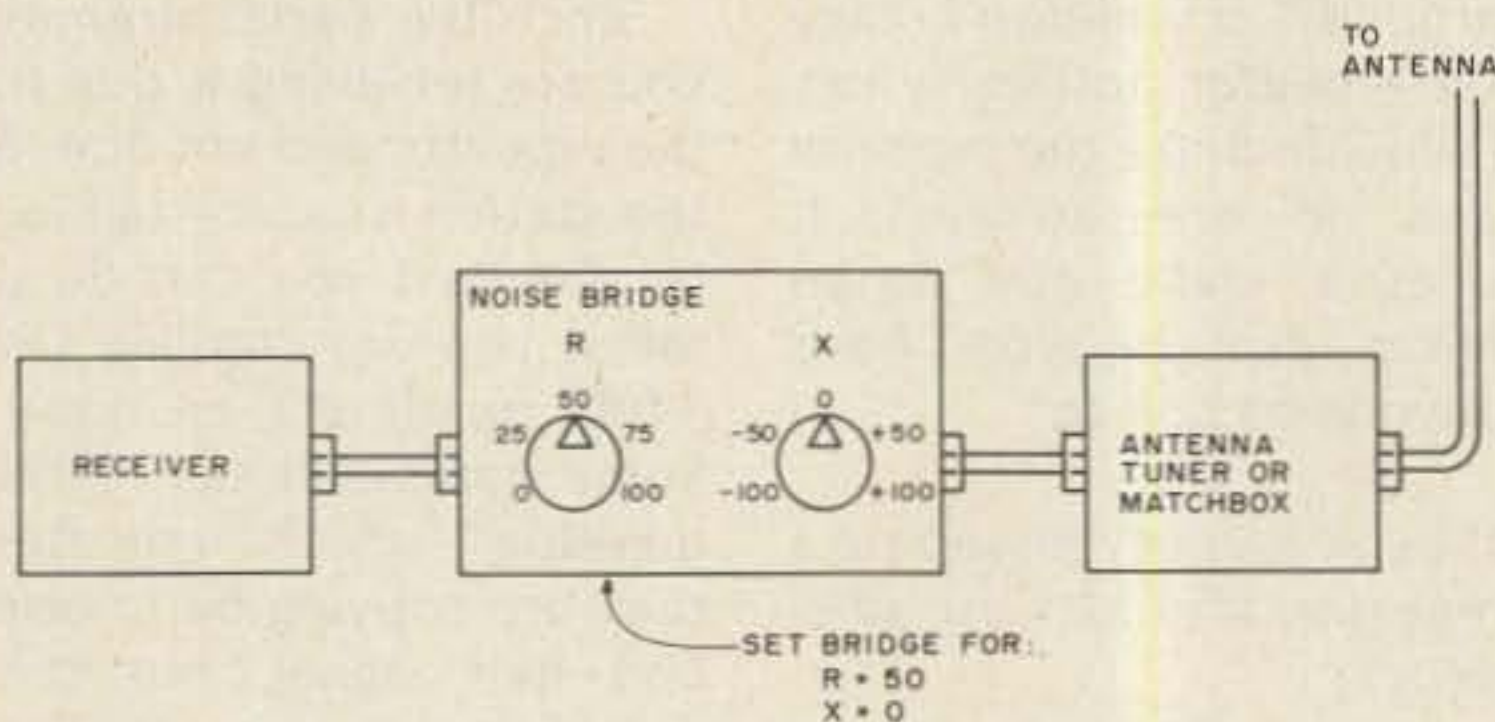 TO
ANTENNA
NOISE BRIDGE
R X
50 0
25 75 -50 +50
0 100 -100 +100
RECEIVER
ANTENNA
TUNER OR
MATCHBOX
SET BRIDGE FOR:
R = 50
X = 0